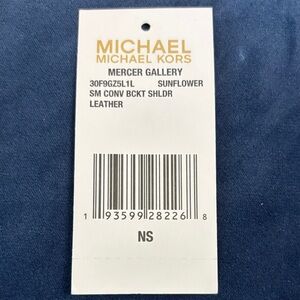 MICHAEL
MICHAEL KORS
MERCER GALLERY
30F9GZ5L1L SUNFLOWER
SM CONV BCKT SHLDR
LEATHER
1 93599 28226 8
NS